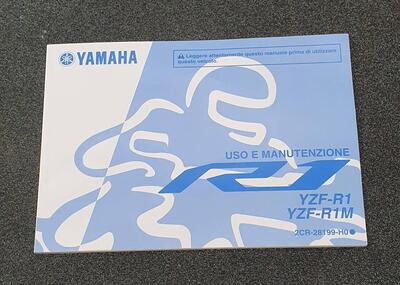 YAMAHA
Leggere attentamente questo manuale prima di utilizzare
questo veicolo.
USO E MANUTENZIONE
R1
YZF-R1
YZF-R1M
2CR-28199-H0